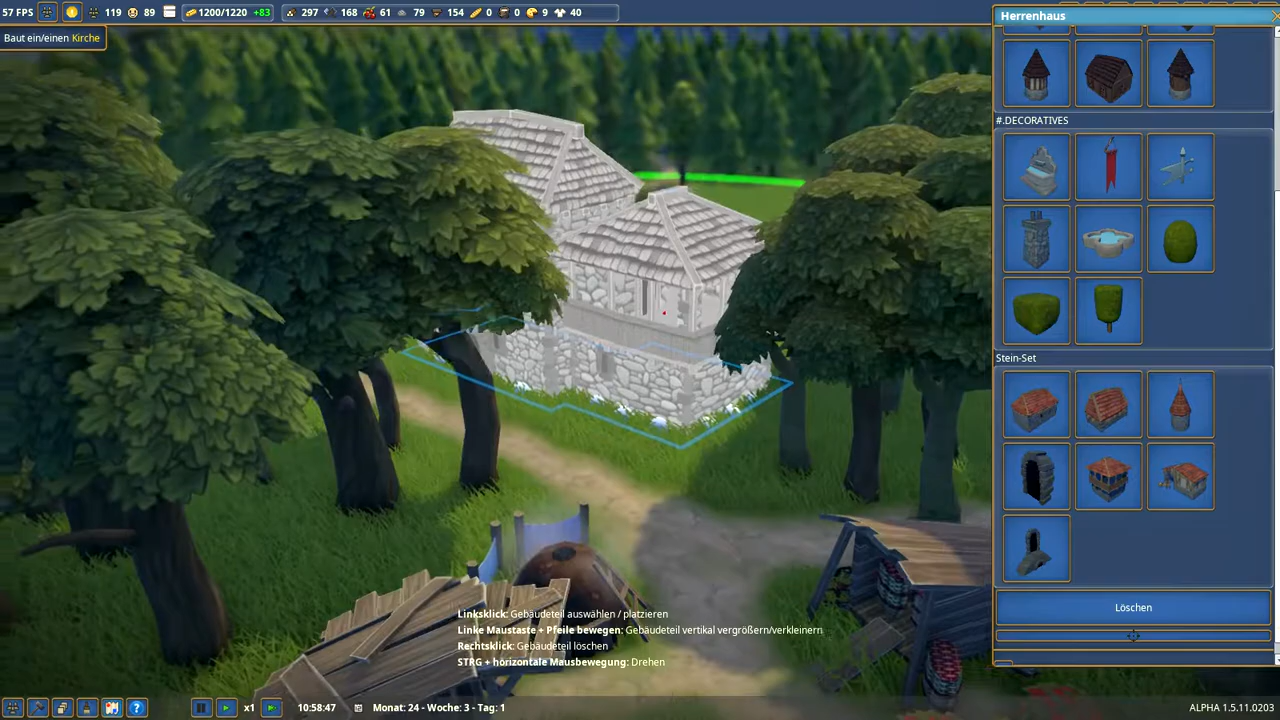 57 FPS 119 89 1200/1220 +83 297 168 61 79 154 0 0 9 40
Herrenhaus
Baut ein/einen Kirche
#.DECORATIVES
Stein-Set
Löschen
Linksklick: Gebäudeteil auswählen / platzieren
Linke Maustaste + Pfeile bewegen: Gebäudeteil vertikal vergrößern/verkleinern
Rechtsklick: Gebäudeteil löschen
STRG + horizontale Mausbewegung: Drehen
x1 10:58:47 Monat: 24 - Woche: 3 - Tag: 1 ALPHA 1.5.11.0203